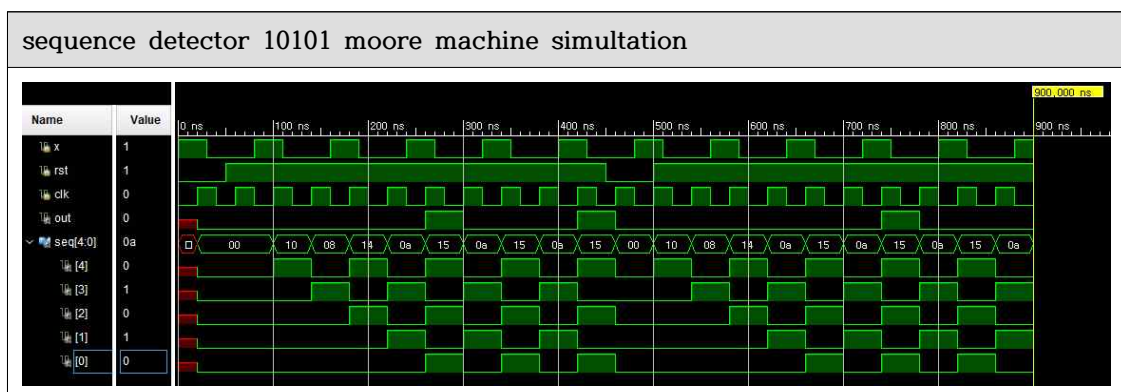 sequence detector 10101 moore machine simultation
900,000 ns
Name Value 0 ns 100 ns 200 ns 300 ns 400 ns 500 ns 600 ns 700 ns 800 ns 900 ns
x 1
rst 1
clk 0
out 0
seq[4:0] 0a 00 10 08 14 0a 15 0a 15 0a 15 00 10 08 14 0a 15 0a 15 0a 15 0a
[4] 0
[3] 1
[2] 0
[1] 1
[0] 0